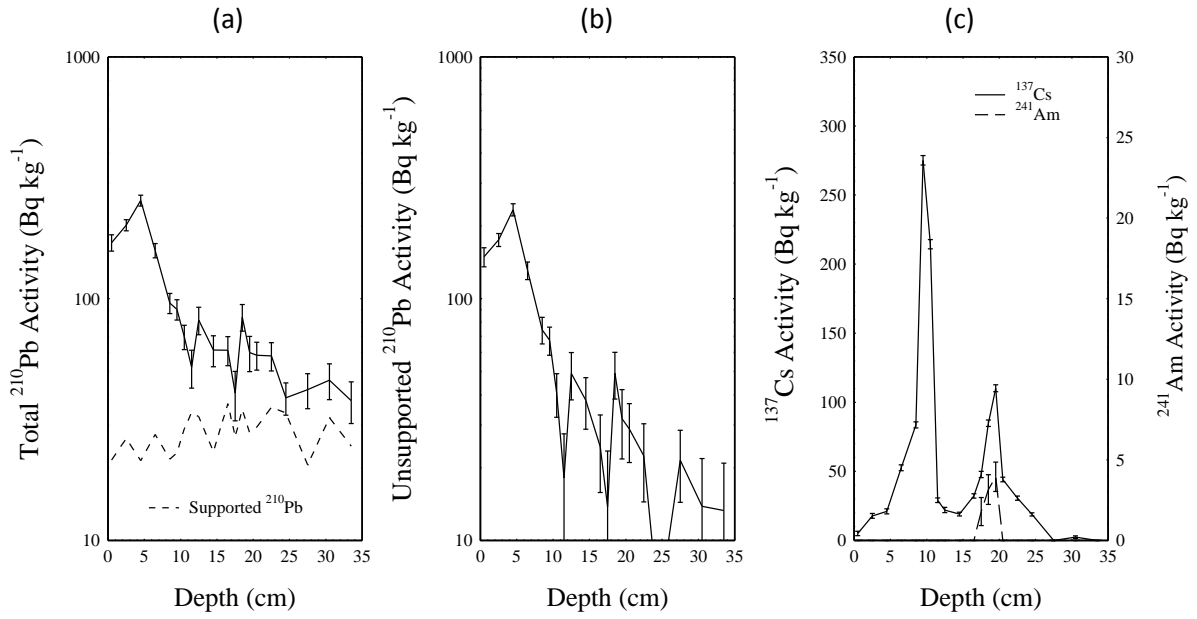 (a)
(b)
(c)
1000
100
10
Total ²¹⁰Pb Activity (Bq kg⁻¹)
Supported ²¹⁰Pb
0 5 10 15 20 25 30 35
Depth (cm)
1000
100
10
Unsupported ²¹⁰Pb Activity (Bq kg⁻¹)
0 5 10 15 20 25 30 35
Depth (cm)
350
300
250
200
150
100
50
0
¹³⁷Cs Activity (Bq kg⁻¹)
¹³⁷Cs
²⁴¹Am
30
25
20
15
10
5
0
²⁴¹Am Activity (Bq kg⁻¹)
0 5 10 15 20 25 30 35
Depth (cm)